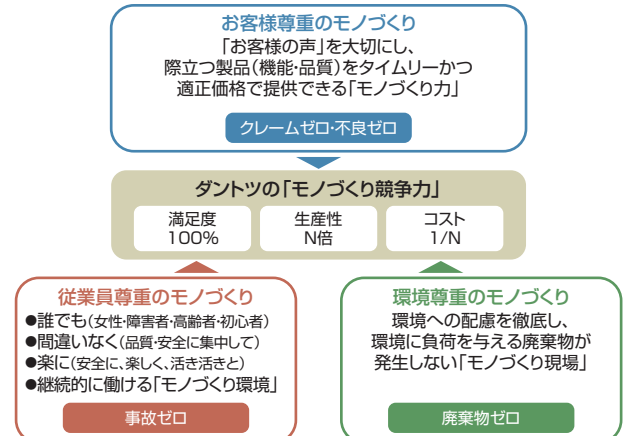 お客様尊重のモノづくり
「お客様の声」を大切にし、
際立つ製品(機能・品質)をタイムリーかつ
適正価格で提供できる「モノづくり力」
クレームゼロ・不良ゼロ
ダントツの「モノづくり競争力」
満足度
100%
生産性
N倍
コスト
1/N
従業員尊重のモノづくり
●誰でも(女性・障害者・高齢者・初心者)
●間違いなく(品質・安全に集中して)
●楽に(安全に、楽しく、活き活きと)
●継続的に働ける「モノづくり環境」
事故ゼロ
環境尊重のモノづくり
環境への配慮を徹底し、
環境に負荷を与える廃棄物が
発生しない「モノづくり現場」
廃棄物ゼロ